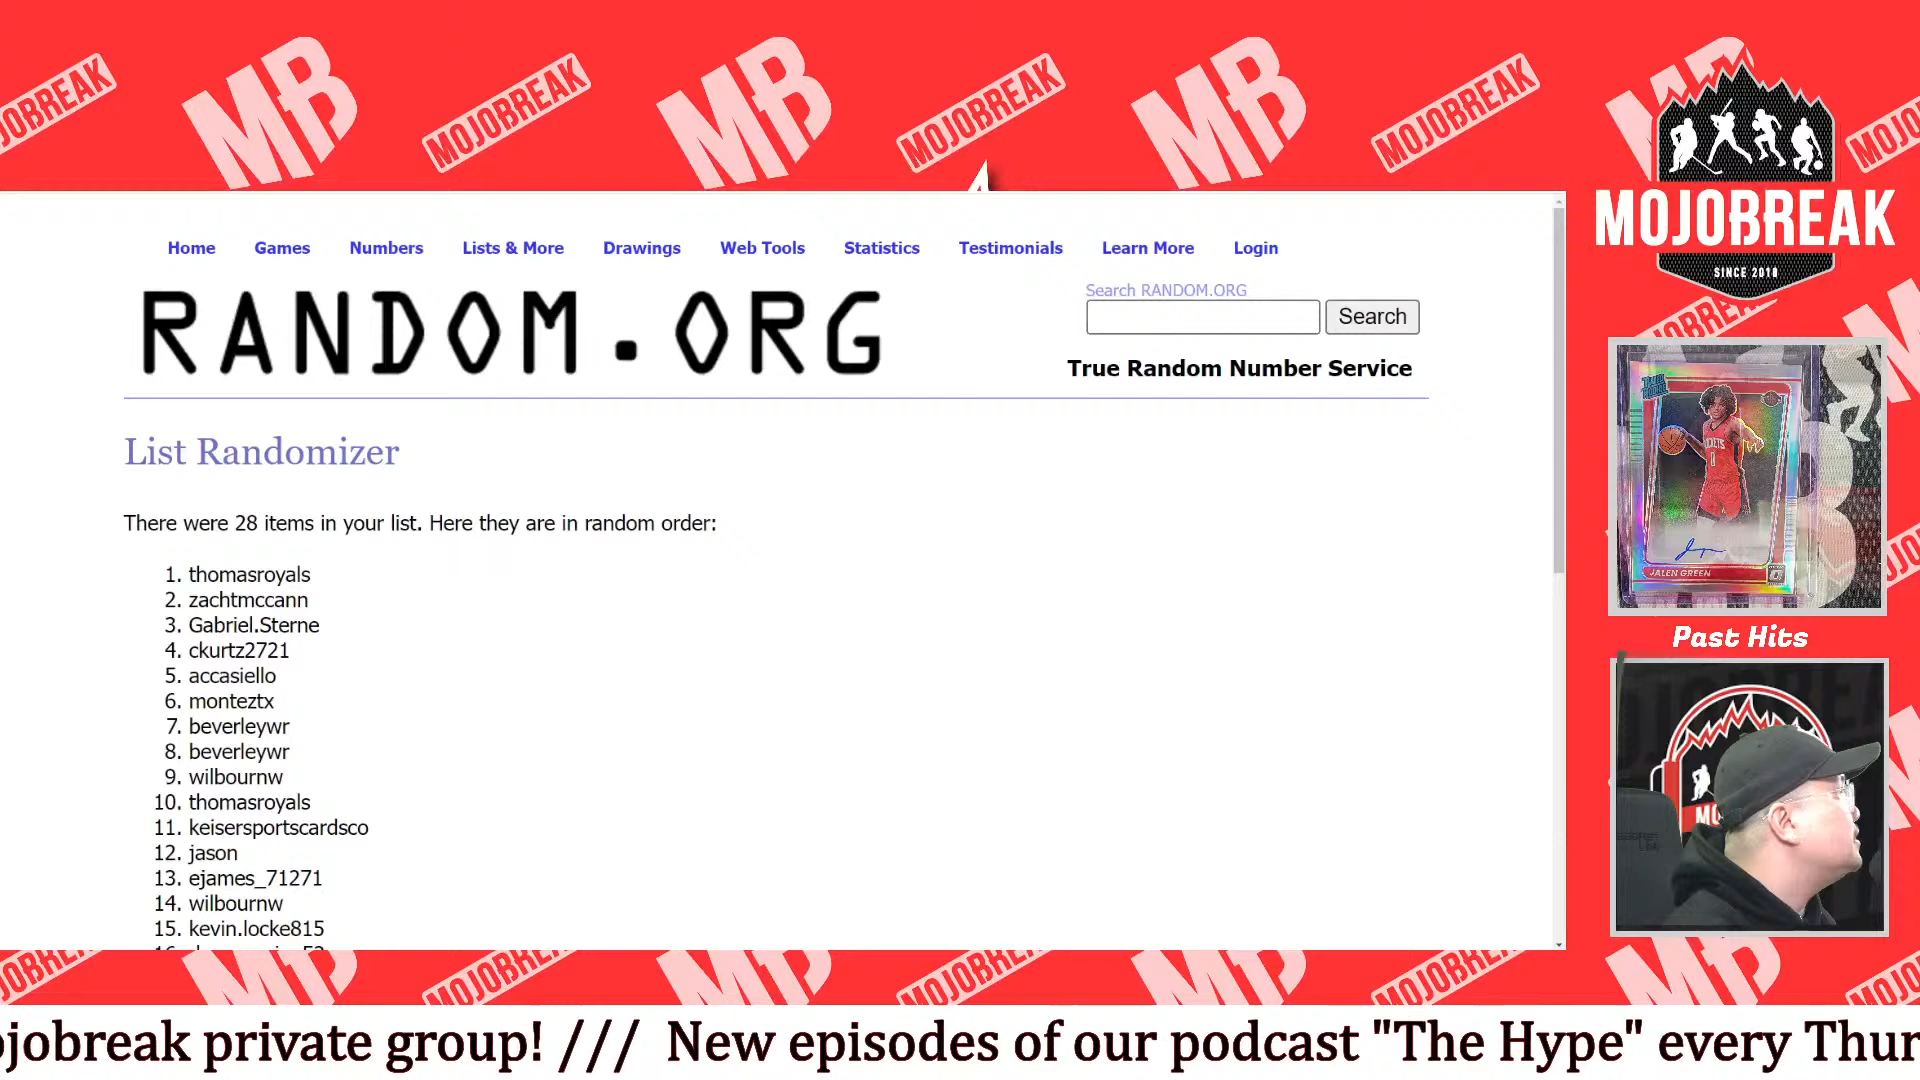 MOJOBREAK
MB
MOJOBREAK
MB
MOJOBREAK
MB
MOJOBREAK
MOJOBREAK
SINCE 2010
Home Games Numbers Lists & More Drawings Web Tools Statistics Testimonials Learn More Login
RANDOM.ORG
Search RANDOM.ORG
Search
True Random Number Service
List Randomizer
There were 28 items in your list. Here they are in random order:
1. thomasroyals
2. zachtmccann
3. Gabriel.Sterne
4. ckurtz2721
5. accasiello
6. monteztx
7. beverleywr
8. beverleywr
9. wilbournw
10. thomasroyals
11. keisersportscardsco
12. jason
13. ejames_71271
14. wilbournw
15. kevin.locke815
JALEN GREEN
Past Hits
ojobreak private group! /// New episodes of our podcast "The Hype" every Thur